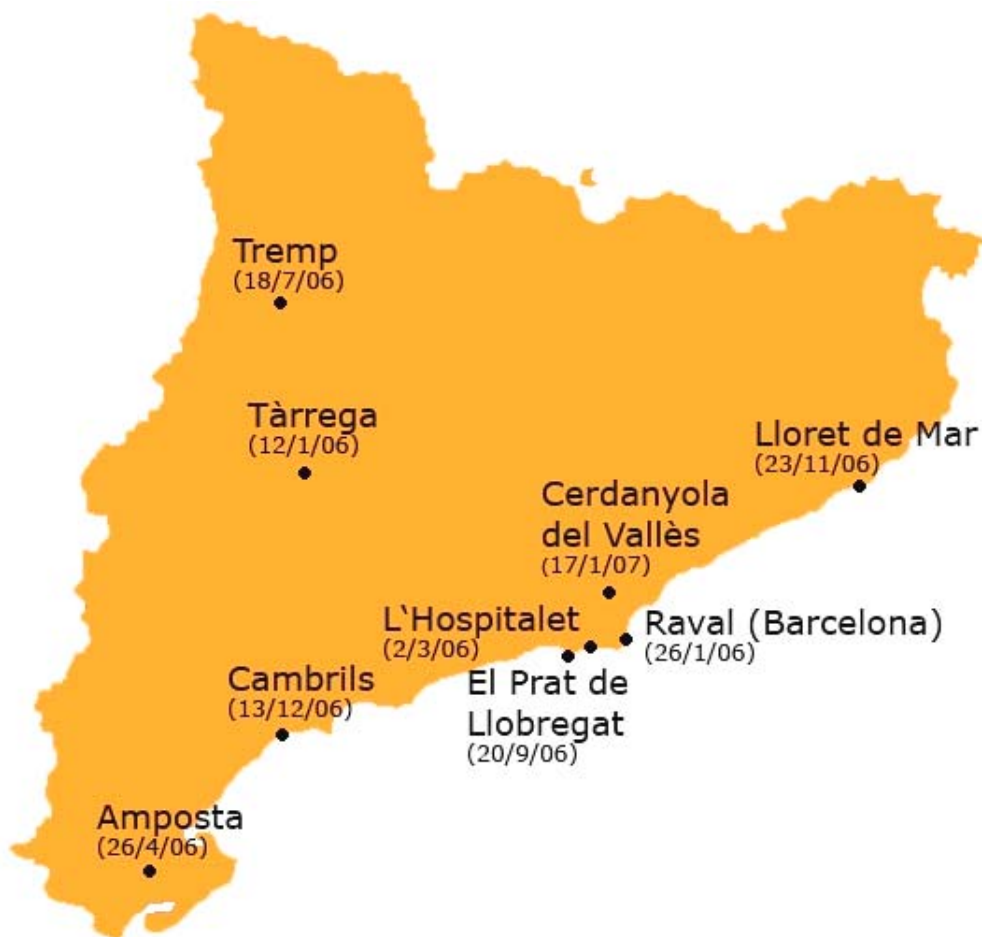 Tremp
(18/7/06)
Tàrrega
(12/1/06)
Lloret de Mar
(23/11/06)
Cerdanyola
del Vallès
(17/1/07)
L'Hospitalet
(2/3/06)
Raval (Barcelona)
(26/1/06)
El Prat de
Llobregat
(20/9/06)
Cambrils
(13/12/06)
Amposta
(26/4/06)